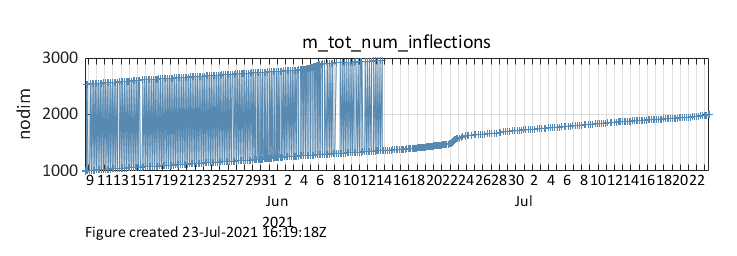 m_tot_num_inflections
3000
2000
1000
nodim
9 11 13 15 17 19 21 23 25 27 29 31 2 4 6 8 10 12 14 16 18 20 22 24 26 28 30 2 4 6 8 10 12 14 16 18 20 22
Jun Jul
2021
Figure created 23-Jul-2021 16:19:18Z